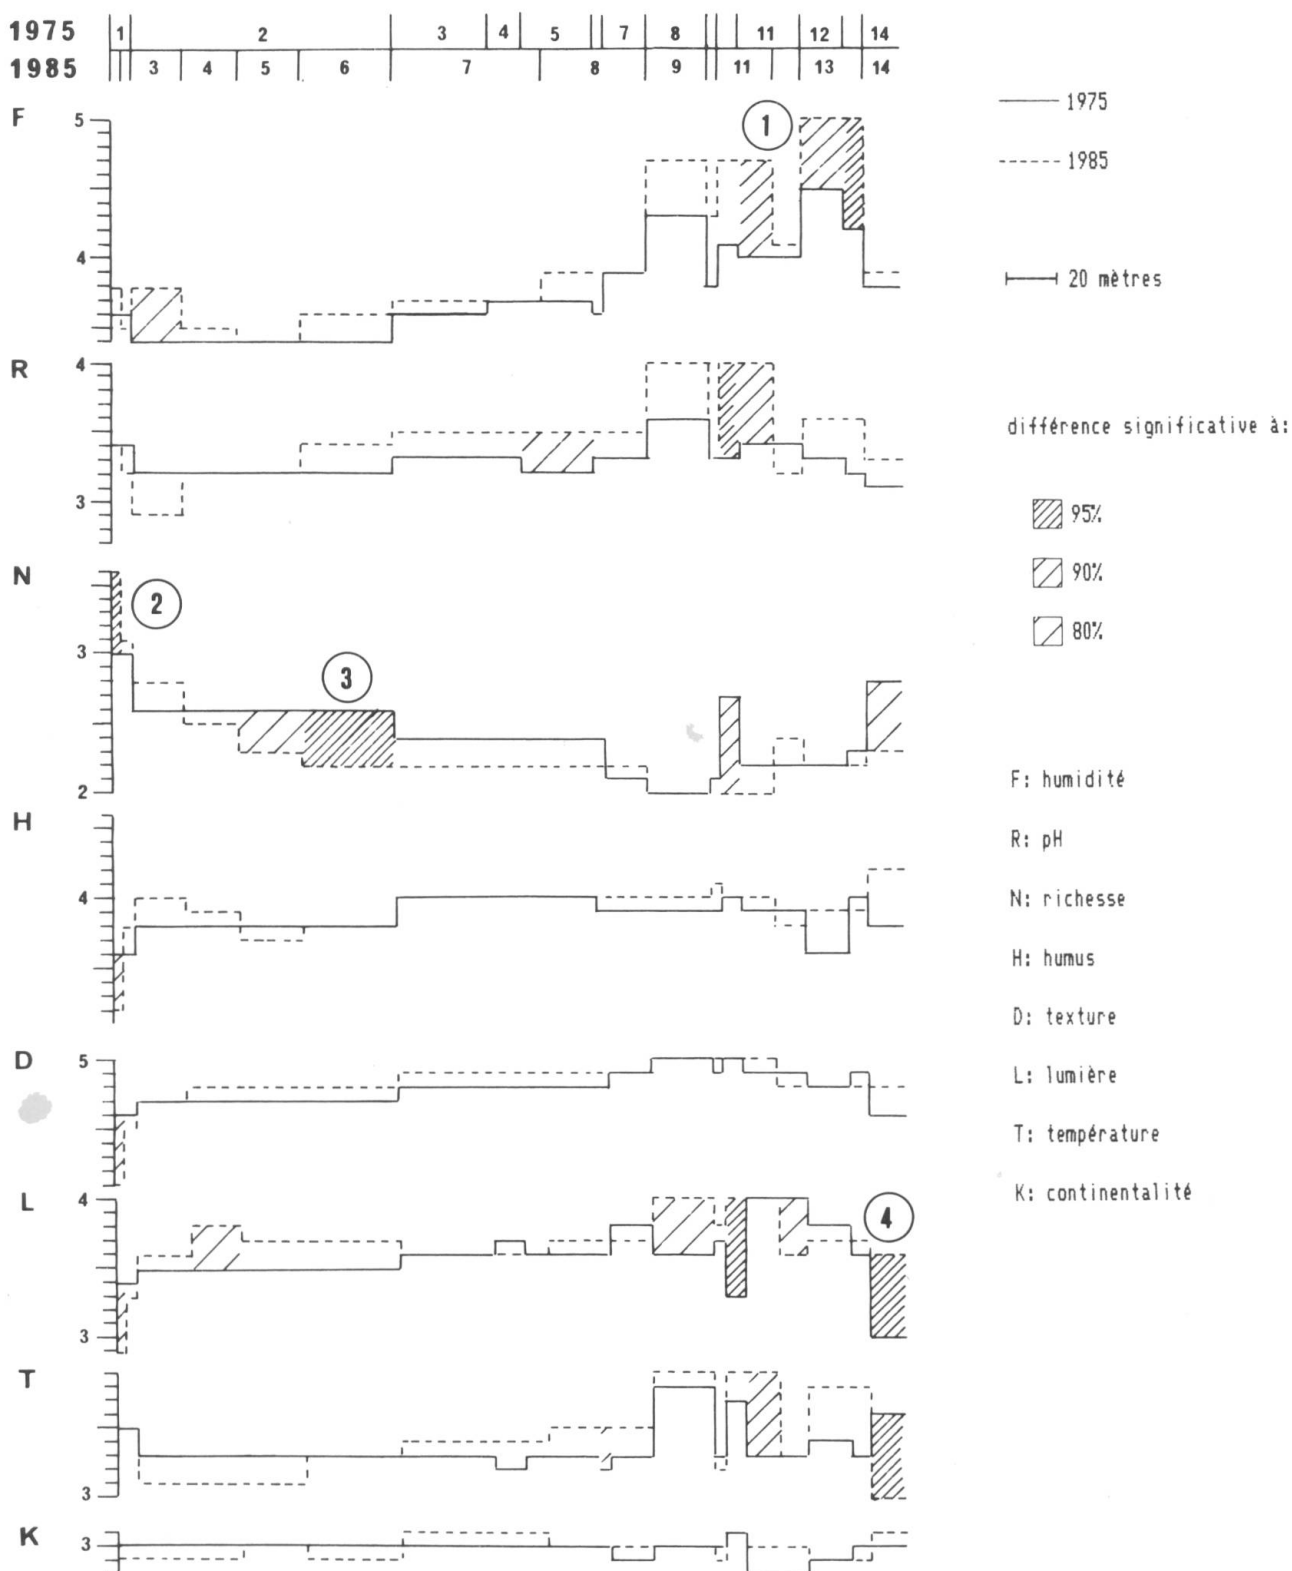 1975 1 2 3 4 5 7 8 11 12 14
1985 3 4 5 6 7 8 9 11 13 14
F 5 4
1
R 4 3
N 3 2
2
3
H 4
D 5
L 4 3
4
T 3
K 3
1975
1985
20 mètres
différence significative à:
95%
90%
80%
F: humidité
R: pH
N: richesse
H: humus
D: texture
L: lumière
T: température
K: continentalité